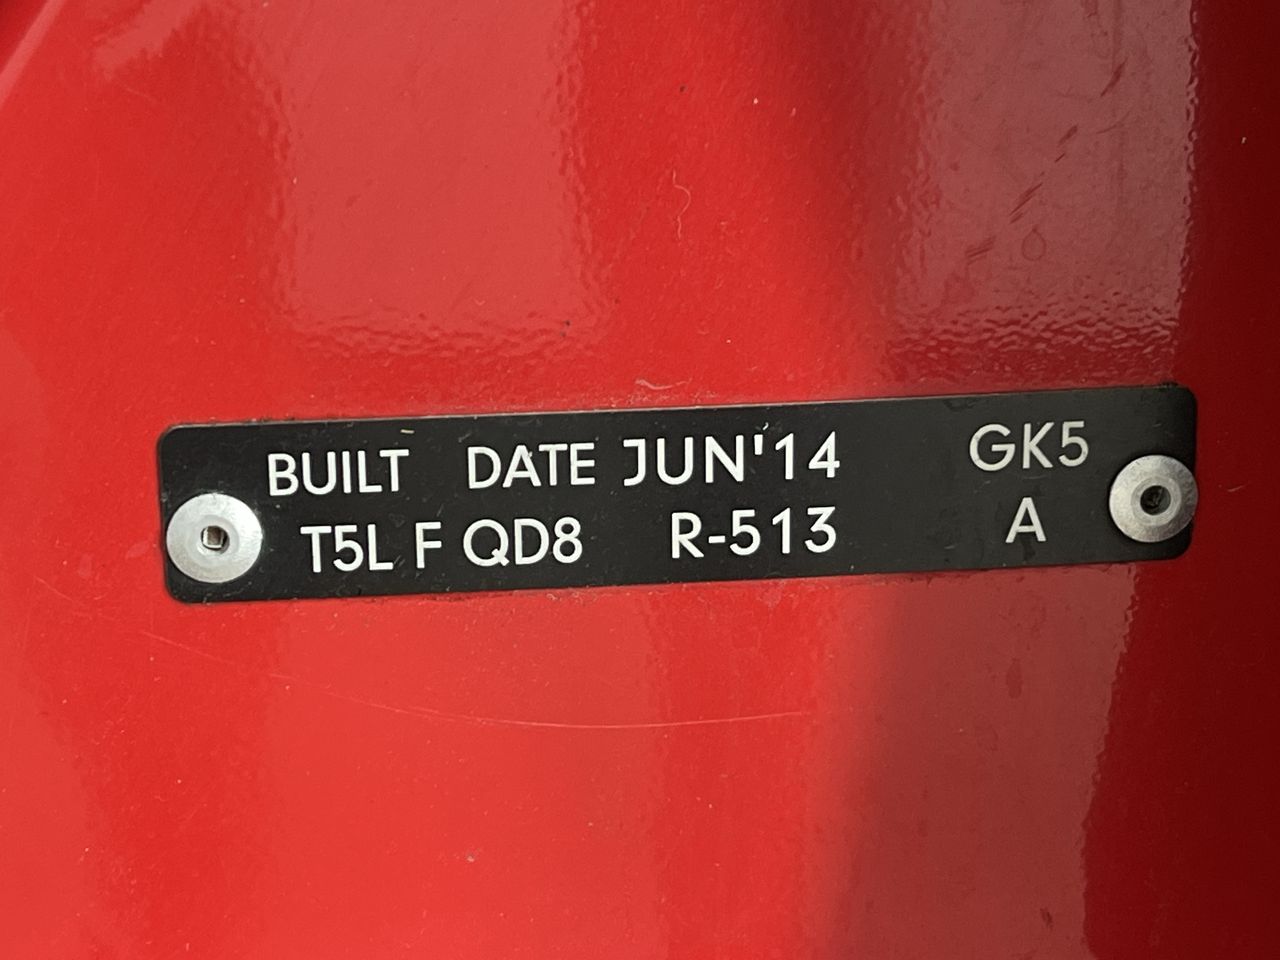 BUILT DATE JUN'14 GK5
T5L F QD8 R-513 A